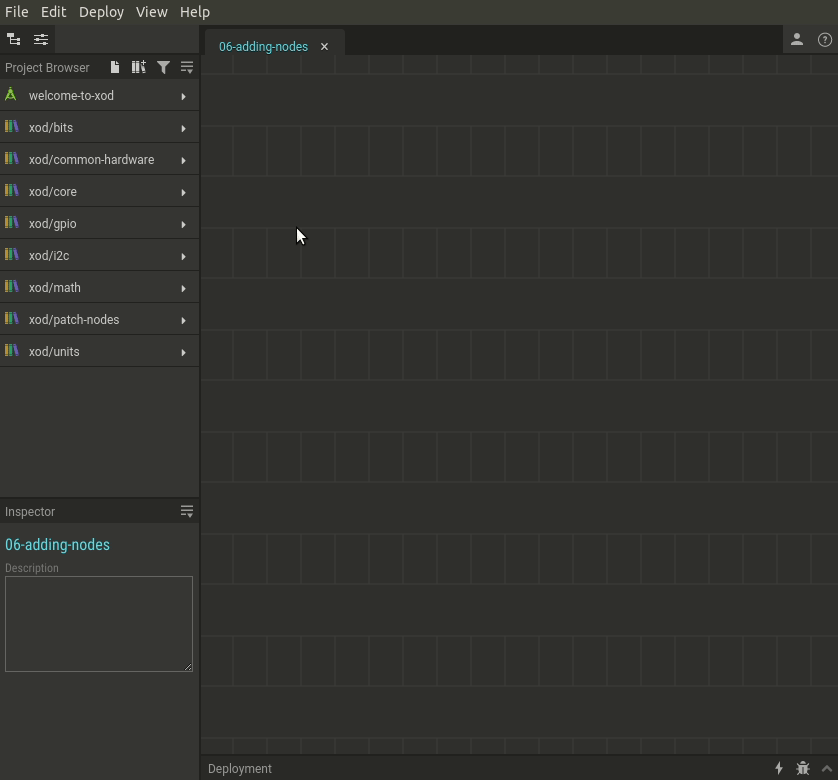 File Edit Deploy View Help
06-adding-nodes
Project Browser
welcome-to-xod
xod/bits
xod/common-hardware
xod/core
xod/gpio
xod/i2c
xod/math
xod/patch-nodes
xod/units
Inspector
06-adding-nodes
Description
Deployment